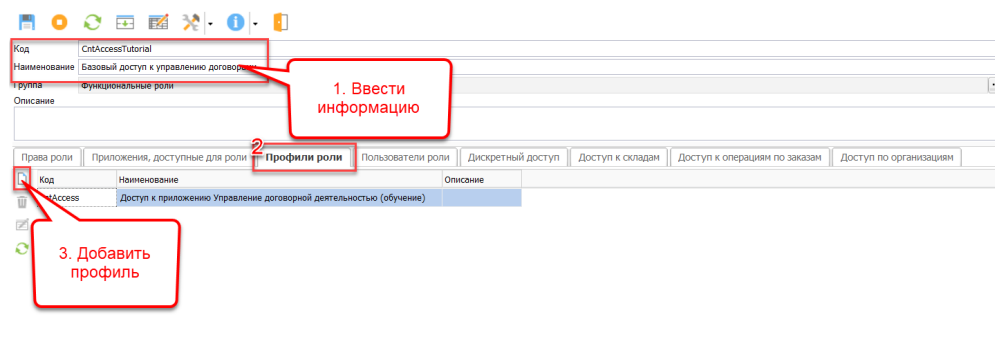 Код CntAccessTutorial
Наименование Базовый доступ к управлению
Группа Функциональные роли
Описание
1. Ввести
информацию
2
Права роли Приложения, доступные для роли Профили роли Пользователи роли Дискретный доступ Доступ к складам Доступ к операциям по заказам Доступ по организациям
Код Наименование Описание
Доступ к приложению Управление договорной деятельностью (обучение)
3. Добавить
профиль